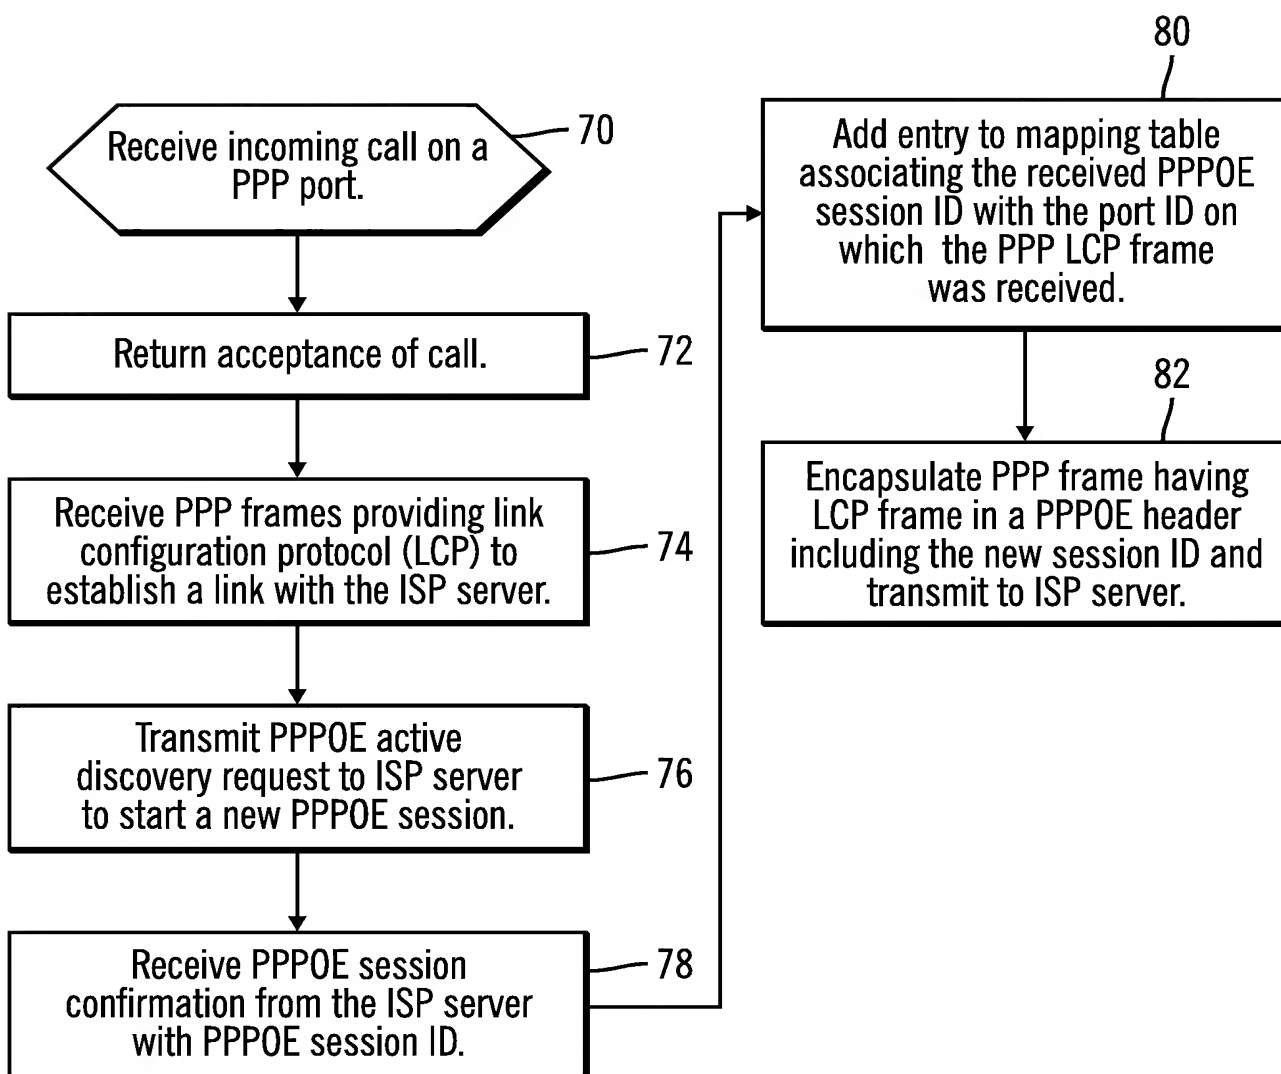 Receive incoming call on a
PPP port.
70
Return acceptance of call.
72
Receive PPP frames providing link
configuration protocol (LCP) to
establish a link with the ISP server.
74
Transmit PPPOE active
discovery request to ISP server
to start a new PPPOE session.
76
Receive PPPOE session
confirmation from the ISP server
with PPPOE session ID.
78
80
Add entry to mapping table
associating the received PPPOE
session ID with the port ID on
which the PPP LCP frame
was received.
82
Encapsulate PPP frame having
LCP frame in a PPPOE header
including the new session ID and
transmit to ISP server.